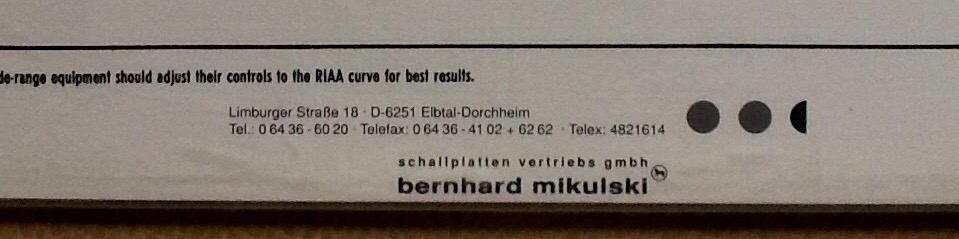 de-range equipment should adjust their controls to the RIAA curve for best results.
Limburger Straße 18 · D-6251 Elbtal-Dorchheim
Tel.: 0 64 36 - 60 20 · Telefax: 0 64 36 - 41 02 + 62 62 · Telex: 4821614
schallplatten vertriebs gmbh
bernhard mikulski